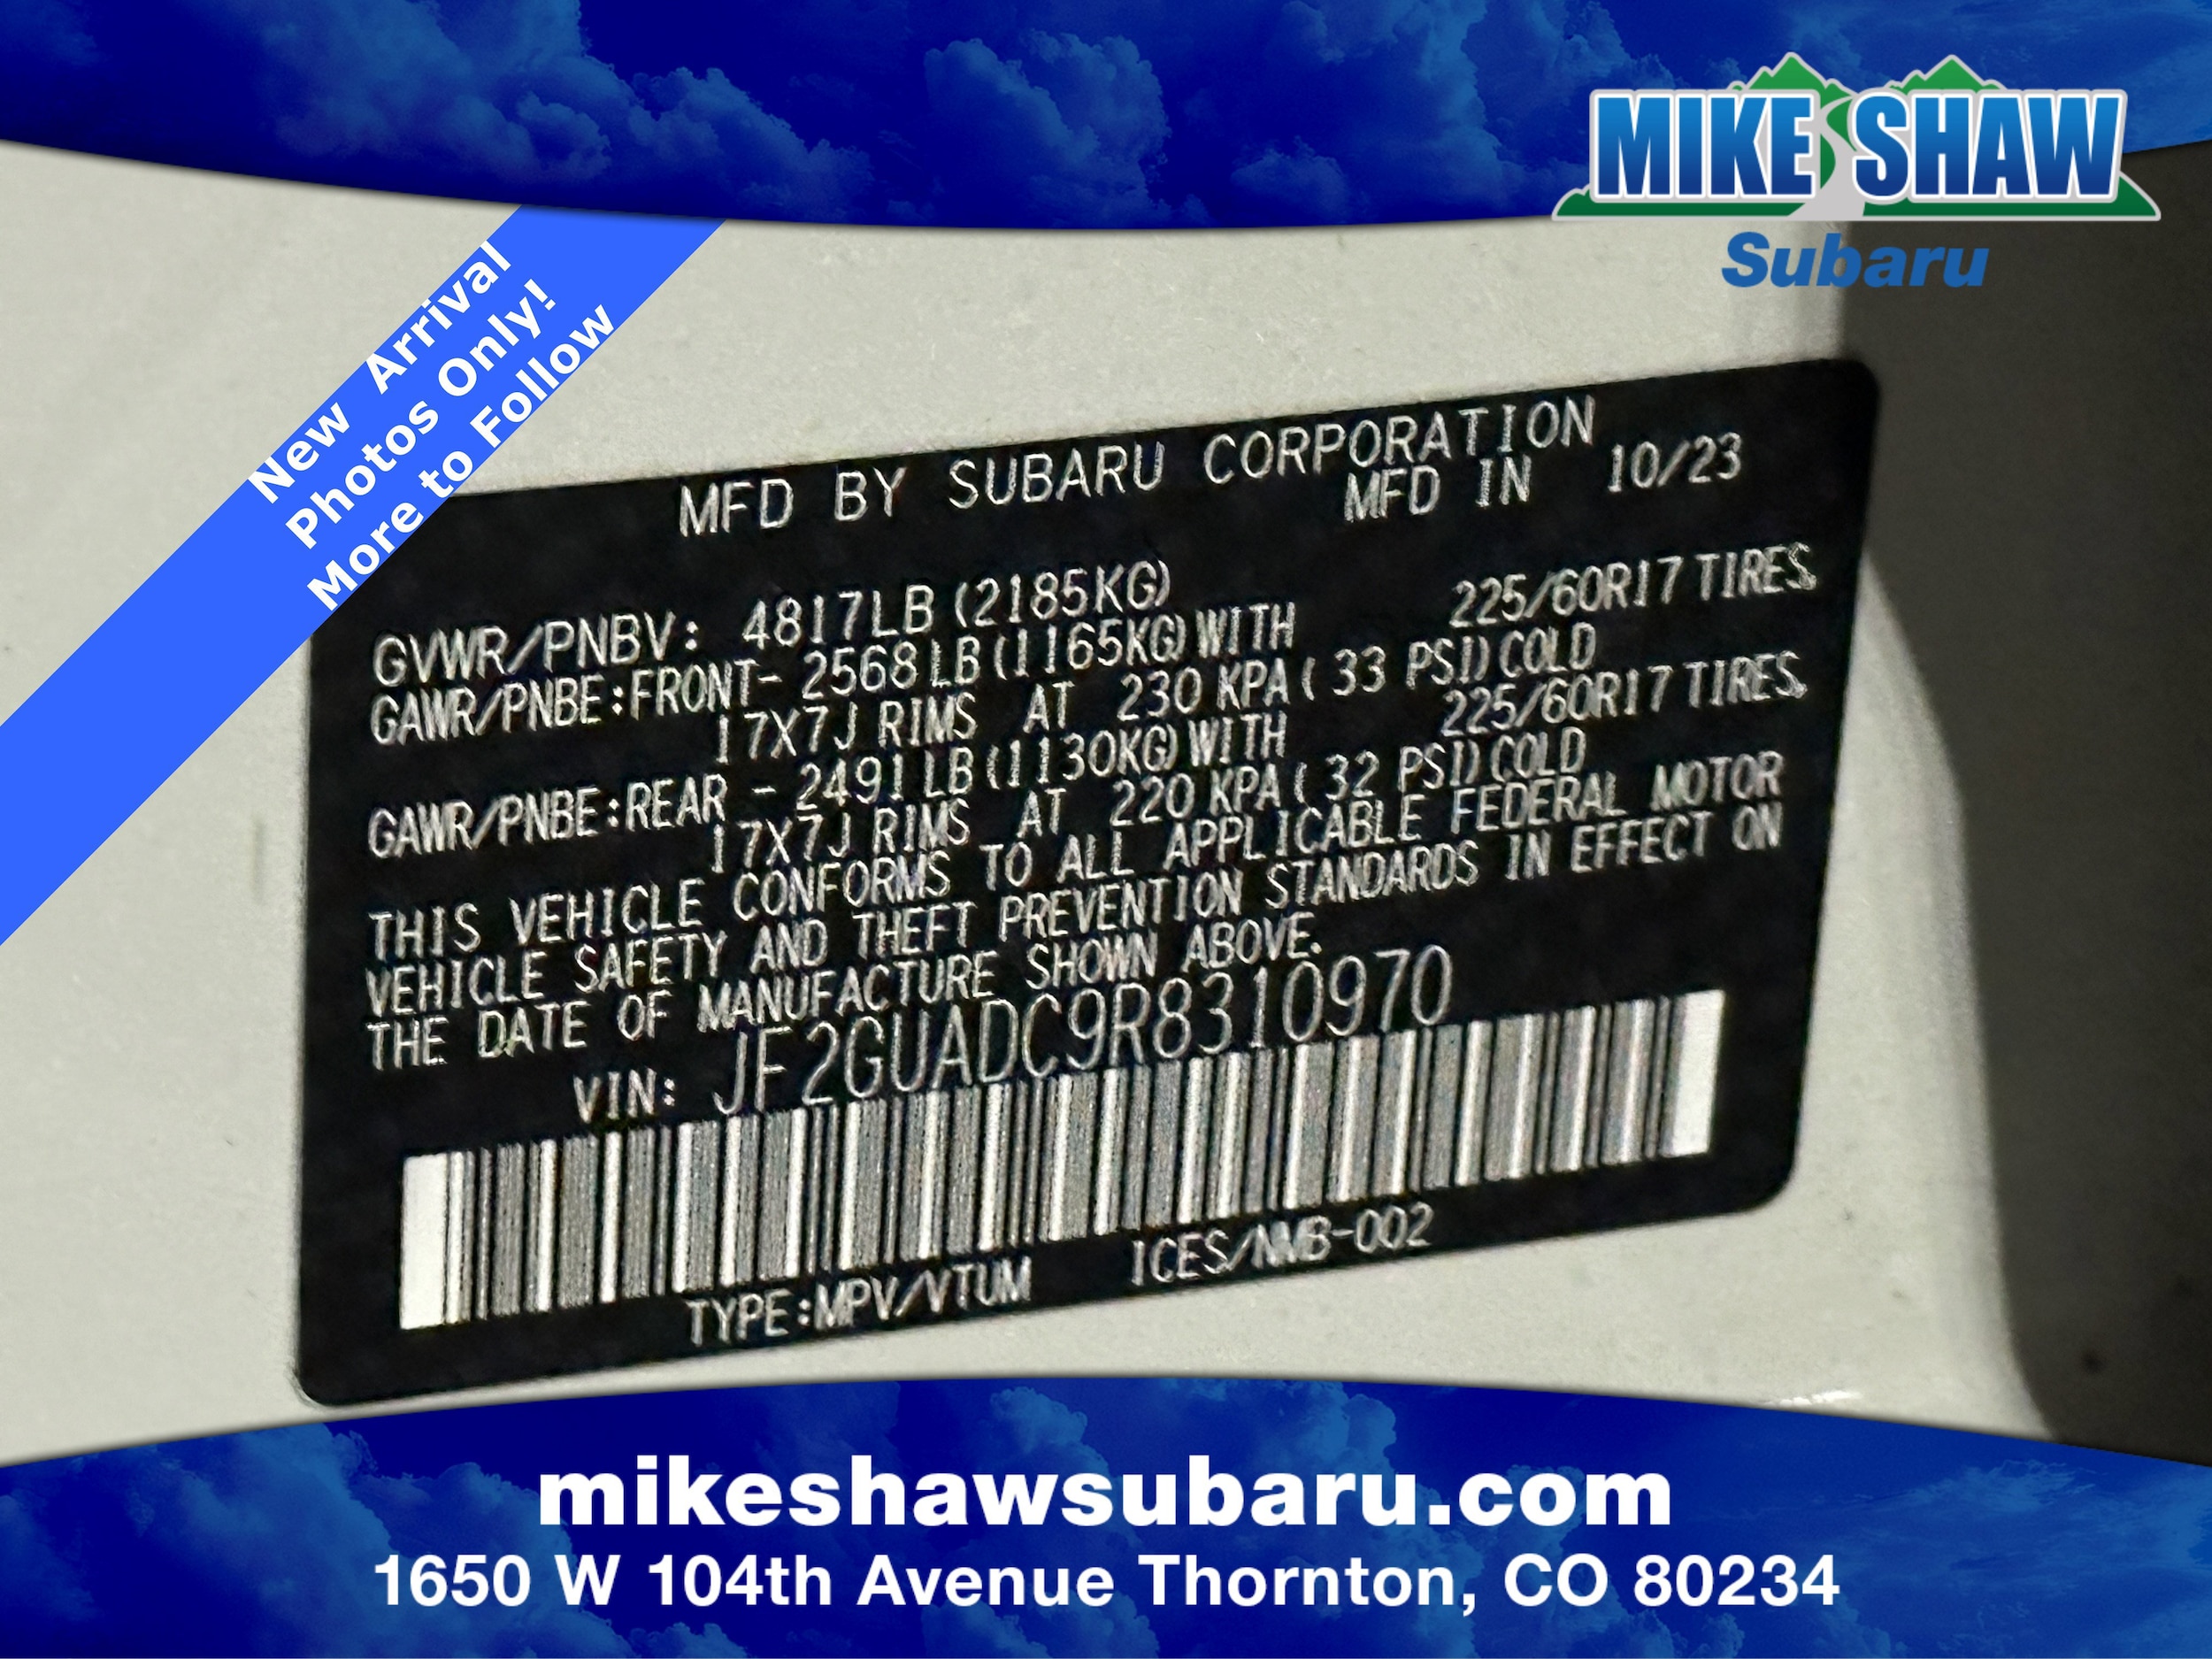 MIKE SHAW
Subaru
New Arrival
Photos Only!
More to Follow
MFD BY SUBARU CORPORATION
MFD IN 10/23
GVWR/PNBV: 4817LB (2185KG)
GAWR/PNBE:FRONT- 2568LB (1165KG) WITH 225/60R17 TIRES,
17X7J RIMS AT 230 KPA ( 33 PSI) COLD
GAWR/PNBE:REAR - 2491LB (1130KG) WITH 225/60R17 TIRES,
17X7J RIMS AT 220 KPA ( 32 PSI) COLD
THIS VEHICLE CONFORMS TO ALL APPLICABLE FEDERAL MOTOR
VEHICLE SAFETY AND THEFT PREVENTION STANDARDS IN EFFECT ON
THE DATE OF MANUFACTURE SHOWN ABOVE.
VIN: JF2GUADC9R8310970
TYPE:MPV/VTUM ICES/NMB-002
mikeshawsubaru.com
1650 W 104th Avenue Thornton, CO 80234